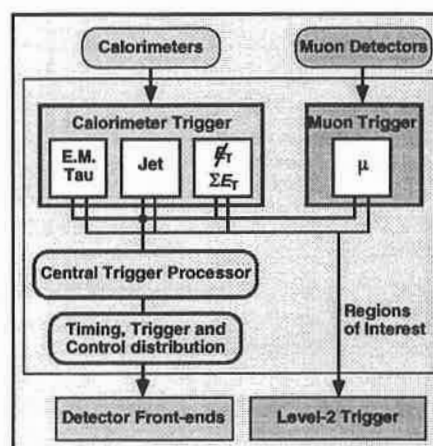 Calorimeters
Muon Detectors
Calorimeter Trigger
Muon Trigger
E.M.
Tau
Jet
E̸T
ΣET
μ
Central Trigger Processor
Timing, Trigger and
Control distribution
Regions
of Interest
Detector Front-ends
Level-2 Trigger